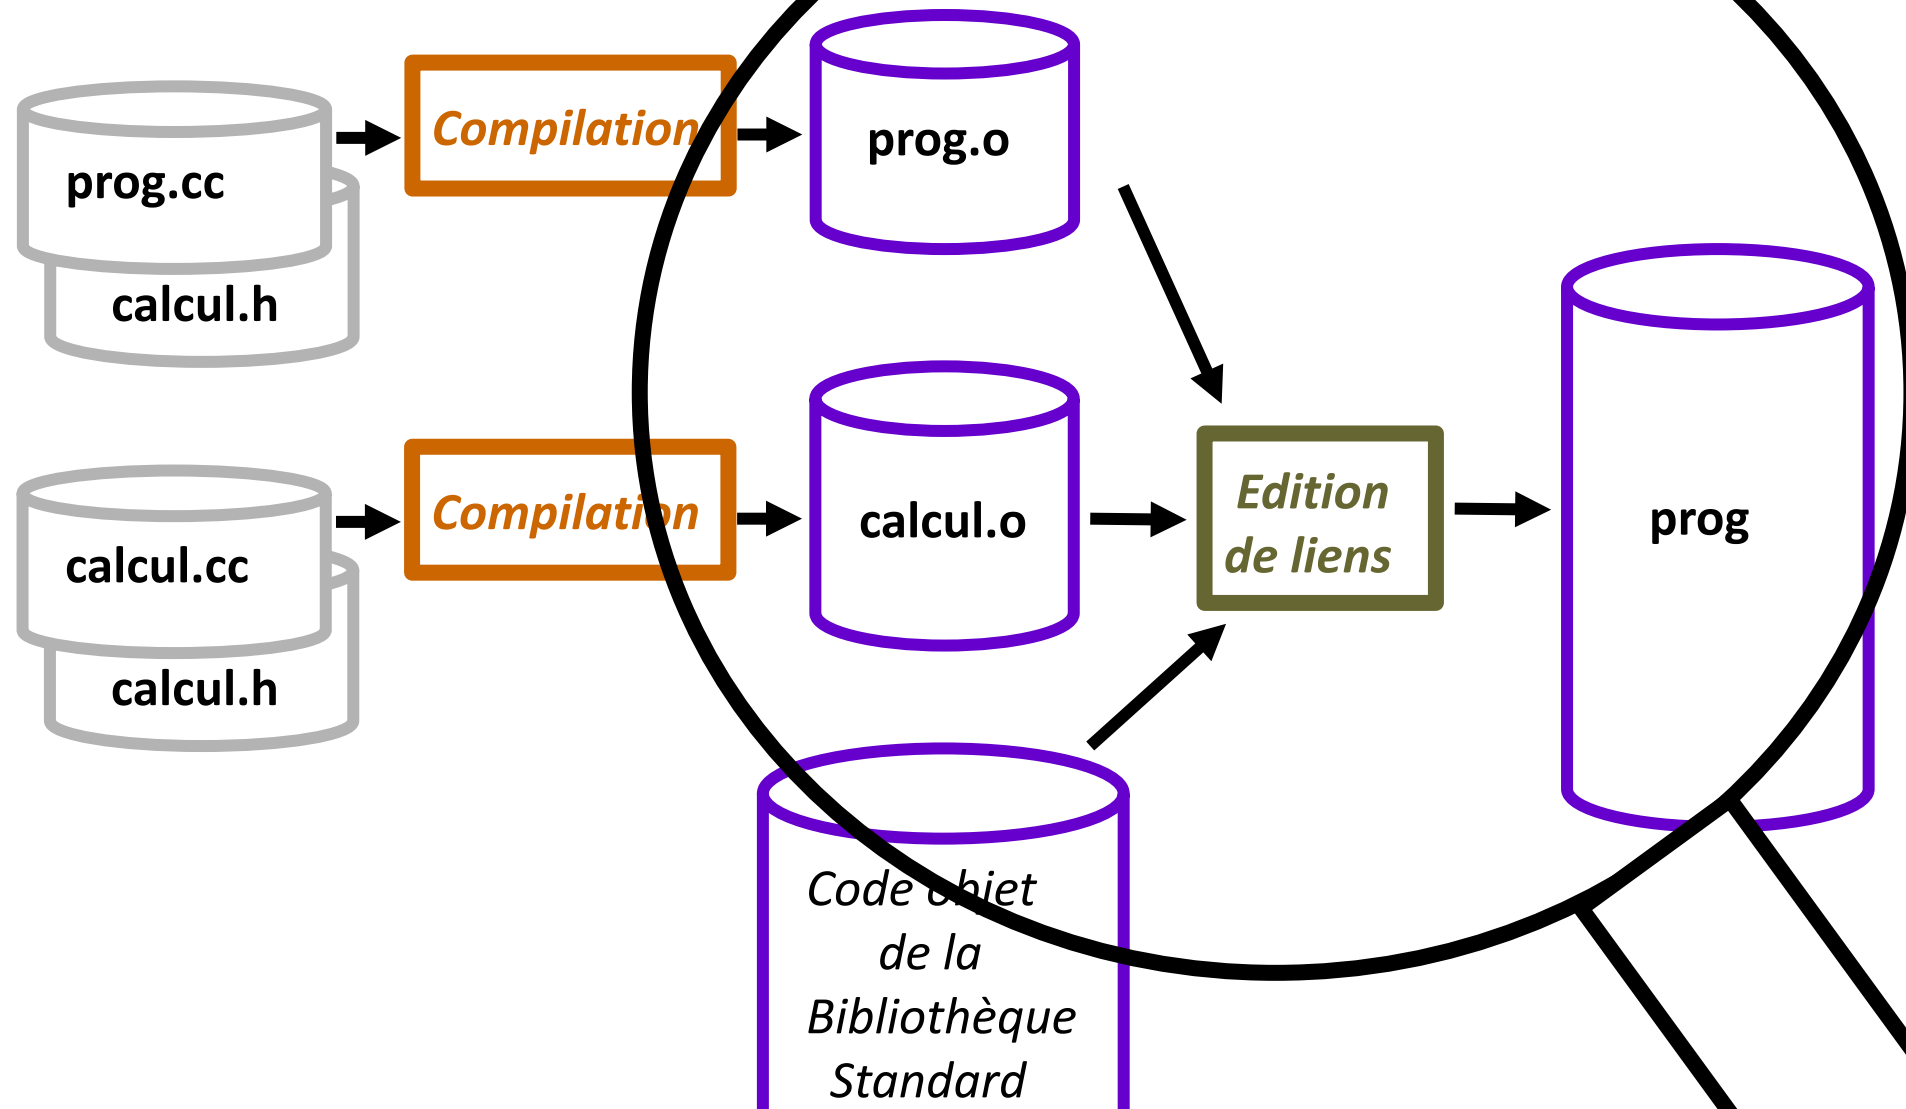 prog.cc
calcul.h
Compilation
prog.o
calcul.cc
calcul.h
Compilation
calcul.o
Edition
de liens
prog
Code objet
de la
Bibliothèque
Standard